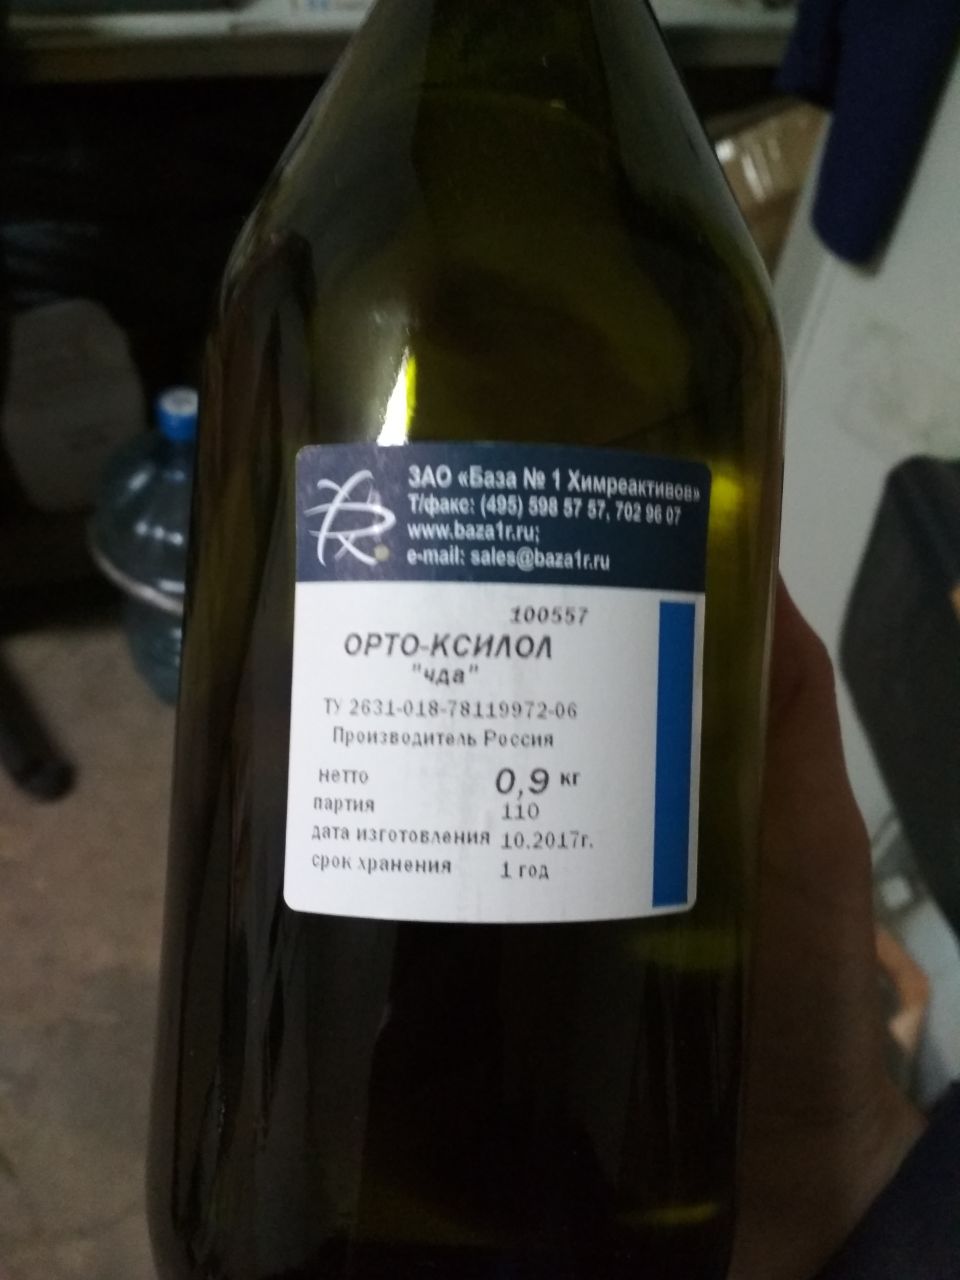 ЗАО «База № 1 Химреактивов»
Т/факс: (495) 598 57 57, 702 96 07
www.baza1r.ru;
e-mail: sales@baza1r.ru
100557
ОРТО-КСИЛОЛ
"чда"
ТУ 2631-018-78119972-06
Производитель Россия
нетто 0,9 кг
партия 110
дата изготовления 10.2017г.
срок хранения 1 год